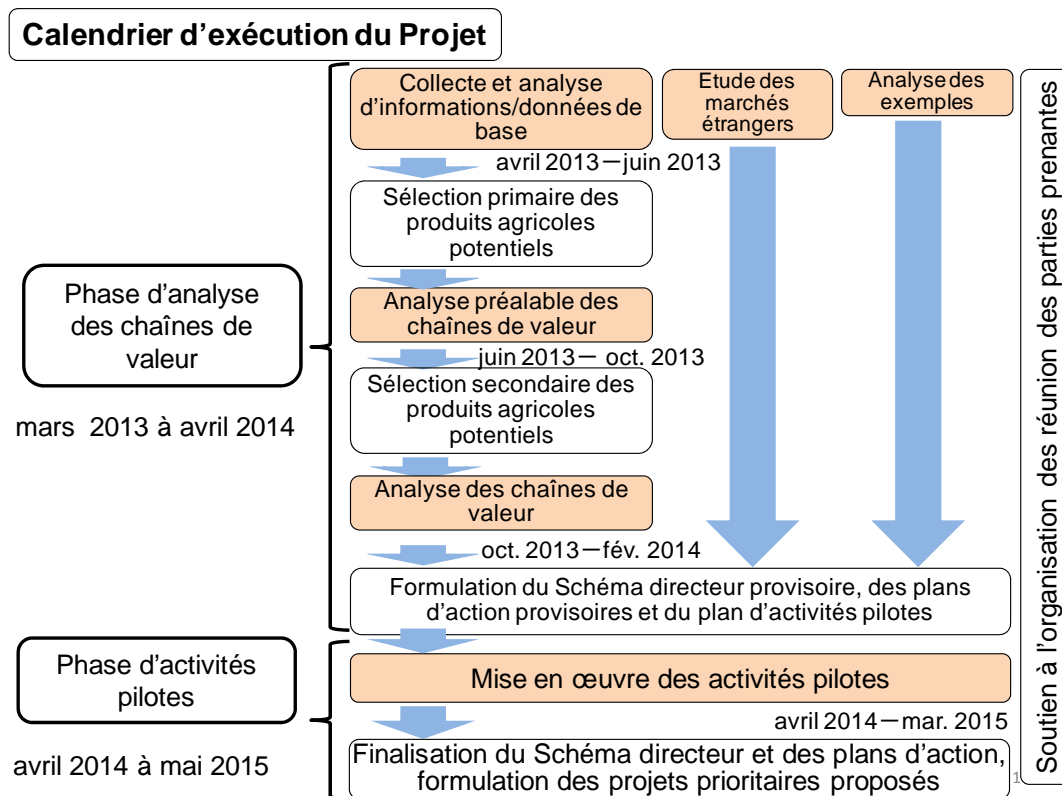 Calendrier d'exécution du Projet
Collecte et analyse
d'informations/données de
base
Etude des
marchés
étrangers
Analyse des
exemples
avril 2013－juin 2013
Sélection primaire des
produits agricoles
potentiels
Phase d'analyse
des chaînes de
valeur
mars 2013 à avril 2014
Analyse préalable des
chaînes de valeur
juin 2013－ oct. 2013
Sélection secondaire des
produits agricoles
potentiels
Analyse des chaînes de
valeur
oct. 2013－fév. 2014
Formulation du Schéma directeur provisoire, des plans
d'action provisoires et du plan d'activités pilotes
Phase d'activités
pilotes
avril 2014 à mai 2015
Mise en œuvre des activités pilotes
avril 2014－mar. 2015
Finalisation du Schéma directeur et des plans d'action,
formulation des projets prioritaires proposés
Soutien à l'organisation des réunion des parties prenantes
1